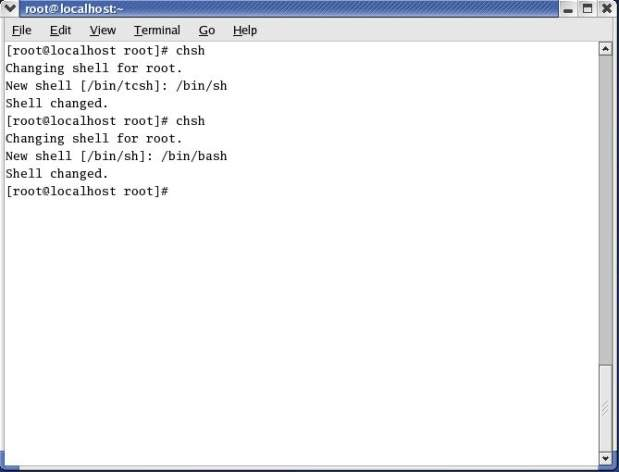 root@localhost:~
File Edit View Terminal Go Help
[root@localhost root]# chsh
Changing shell for root.
New shell [/bin/tcsh]: /bin/sh
Shell changed.
[root@localhost root]# chsh
Changing shell for root.
New shell [/bin/sh]: /bin/bash
Shell changed.
[root@localhost root]#